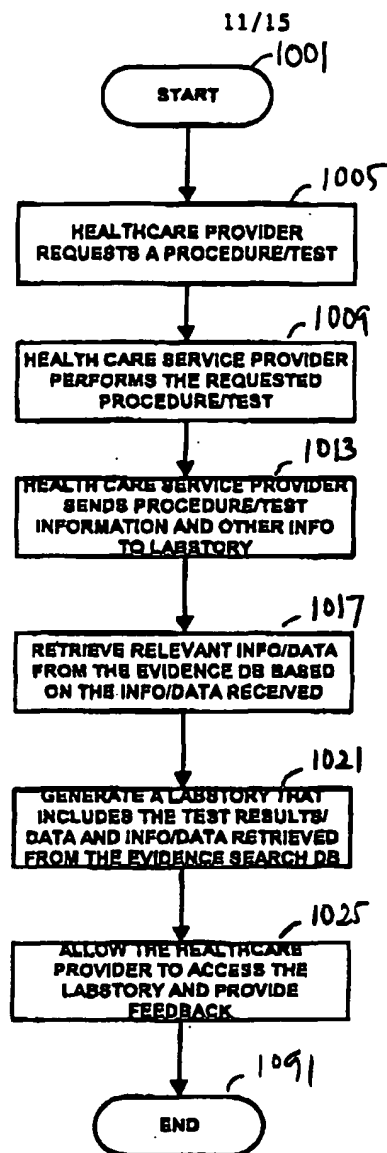 11/15
1001
START
1005
HEALTHCARE PROVIDER
REQUESTS A PROCEDURE/TEST
1009
HEALTH CARE SERVICE PROVIDER
PERFORMS THE REQUESTED
PROCEDURE/TEST
1013
HEALTH CARE SERVICE PROVIDER
SENDS PROCEDURE/TEST
INFORMATION AND OTHER INFO
TO LABSTORY
1017
RETRIEVE RELEVANT INFO/DATA
FROM THE EVIDENCE DB BASED
ON THE INFO/DATA RECEIVED
1021
GENERATE A LABSTORY THAT
INCLUDES THE TEST RESULTS/
DATA AND INFO/DATA RETRIEVED
FROM THE EVIDENCE SEARCH DB
1025
ALLOW THE HEALTHCARE
PROVIDER TO ACCESS THE
LABSTORY AND PROVIDE
FEEDBACK
1091
END